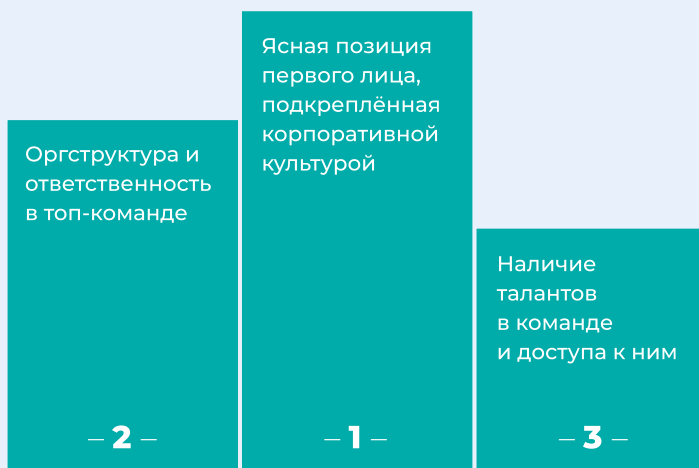 Оргструктура и
ответственность
в топ-команде
– 2 –
Ясная позиция
первого лица,
подкреплённая
корпоративной
культурой
– 1 –
Наличие
талантов
в команде
и доступа к ним
– 3 –